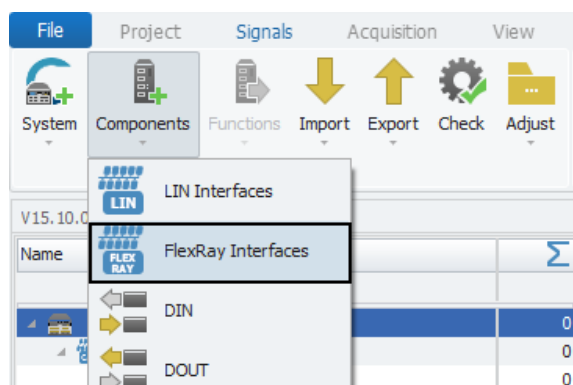 File Project Signals Acquisition View
System Components Functions Import Export Check Adjust
LIN LIN Interfaces
V15.10.0
FLEX RAY FlexRay Interfaces
Name Σ
DIN
0
0
DOUT
0